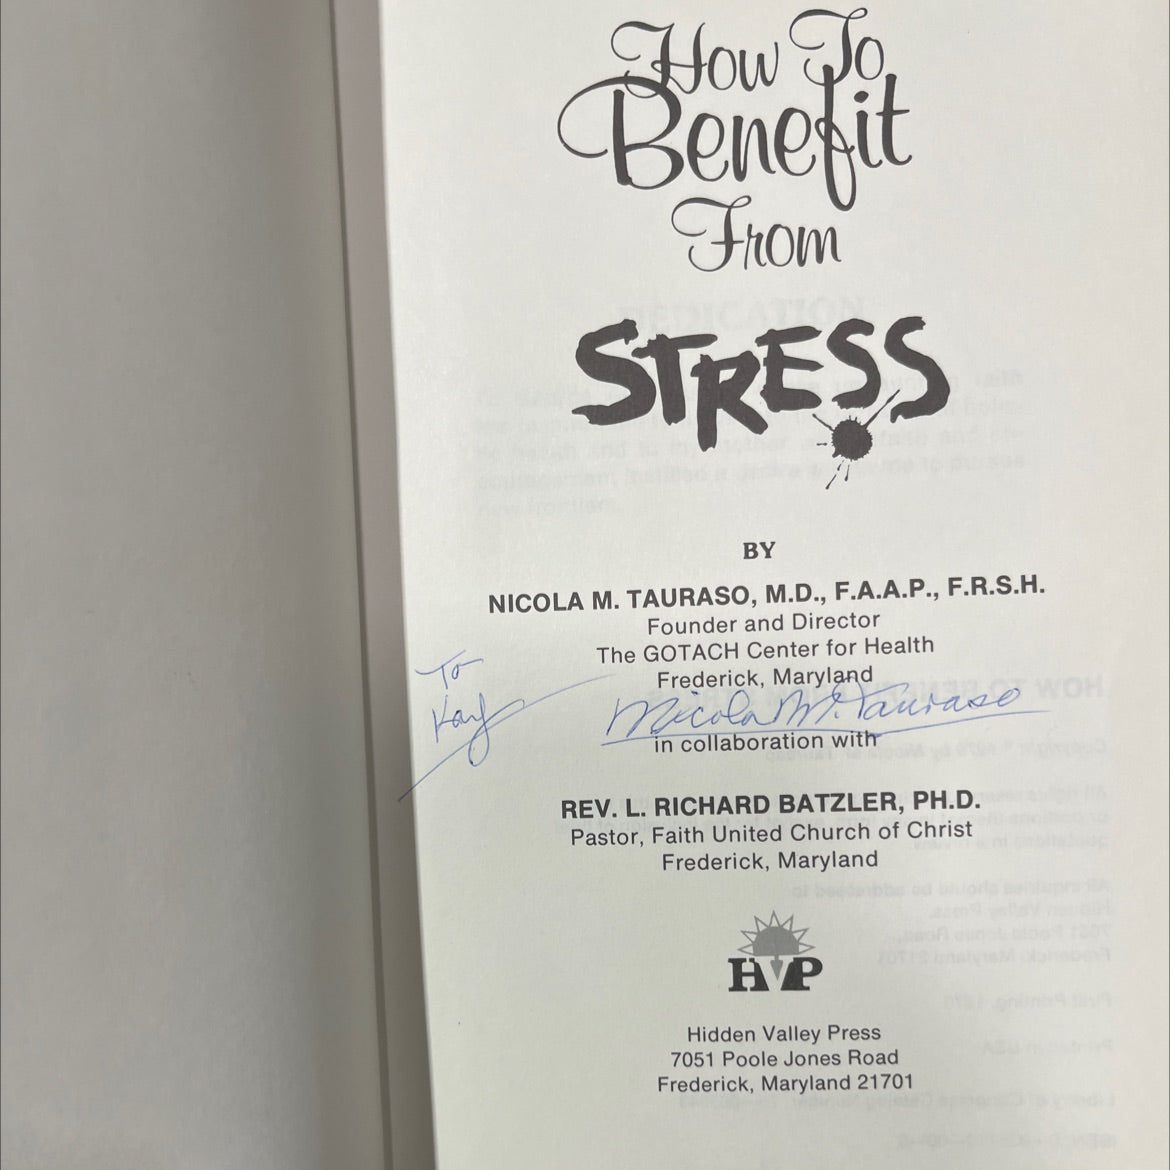 How To
Benefit
From
STRESS
BY
NICOLA M. TAURASO, M.D., F.A.A.P., F.R.S.H.
Founder and Director
The GOTACH Center for Health
Frederick, Maryland
To
Kay
Nicola M. Tauraso
in collaboration with
REV. L. RICHARD BATZLER, PH.D.
Pastor, Faith United Church of Christ
Frederick, Maryland
HVP
Hidden Valley Press
7051 Poole Jones Road
Frederick, Maryland 21701